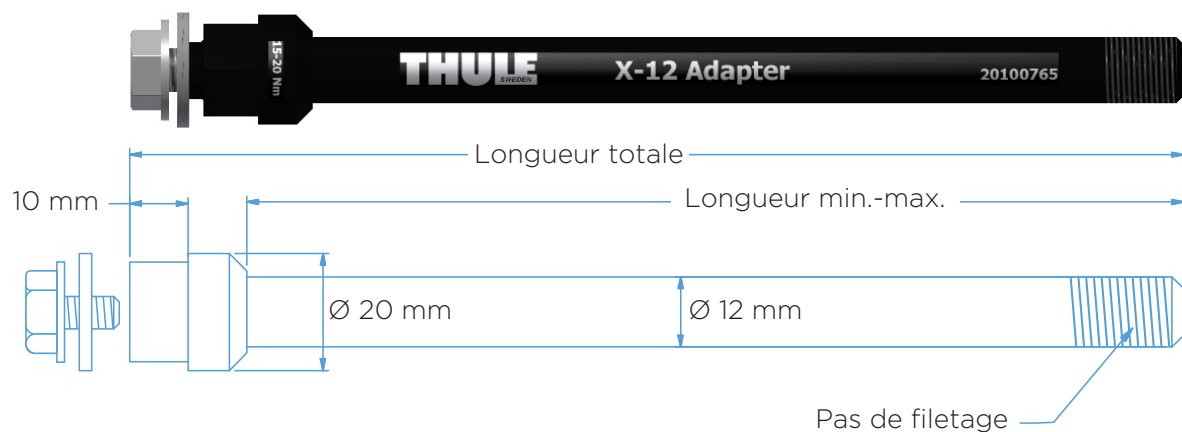 15-20 Nm
THULE
SWEDEN
X-12 Adapter
20100765
Longueur totale
10 mm
Longueur min.-max.
Ø 20 mm
Ø 12 mm
Pas de filetage